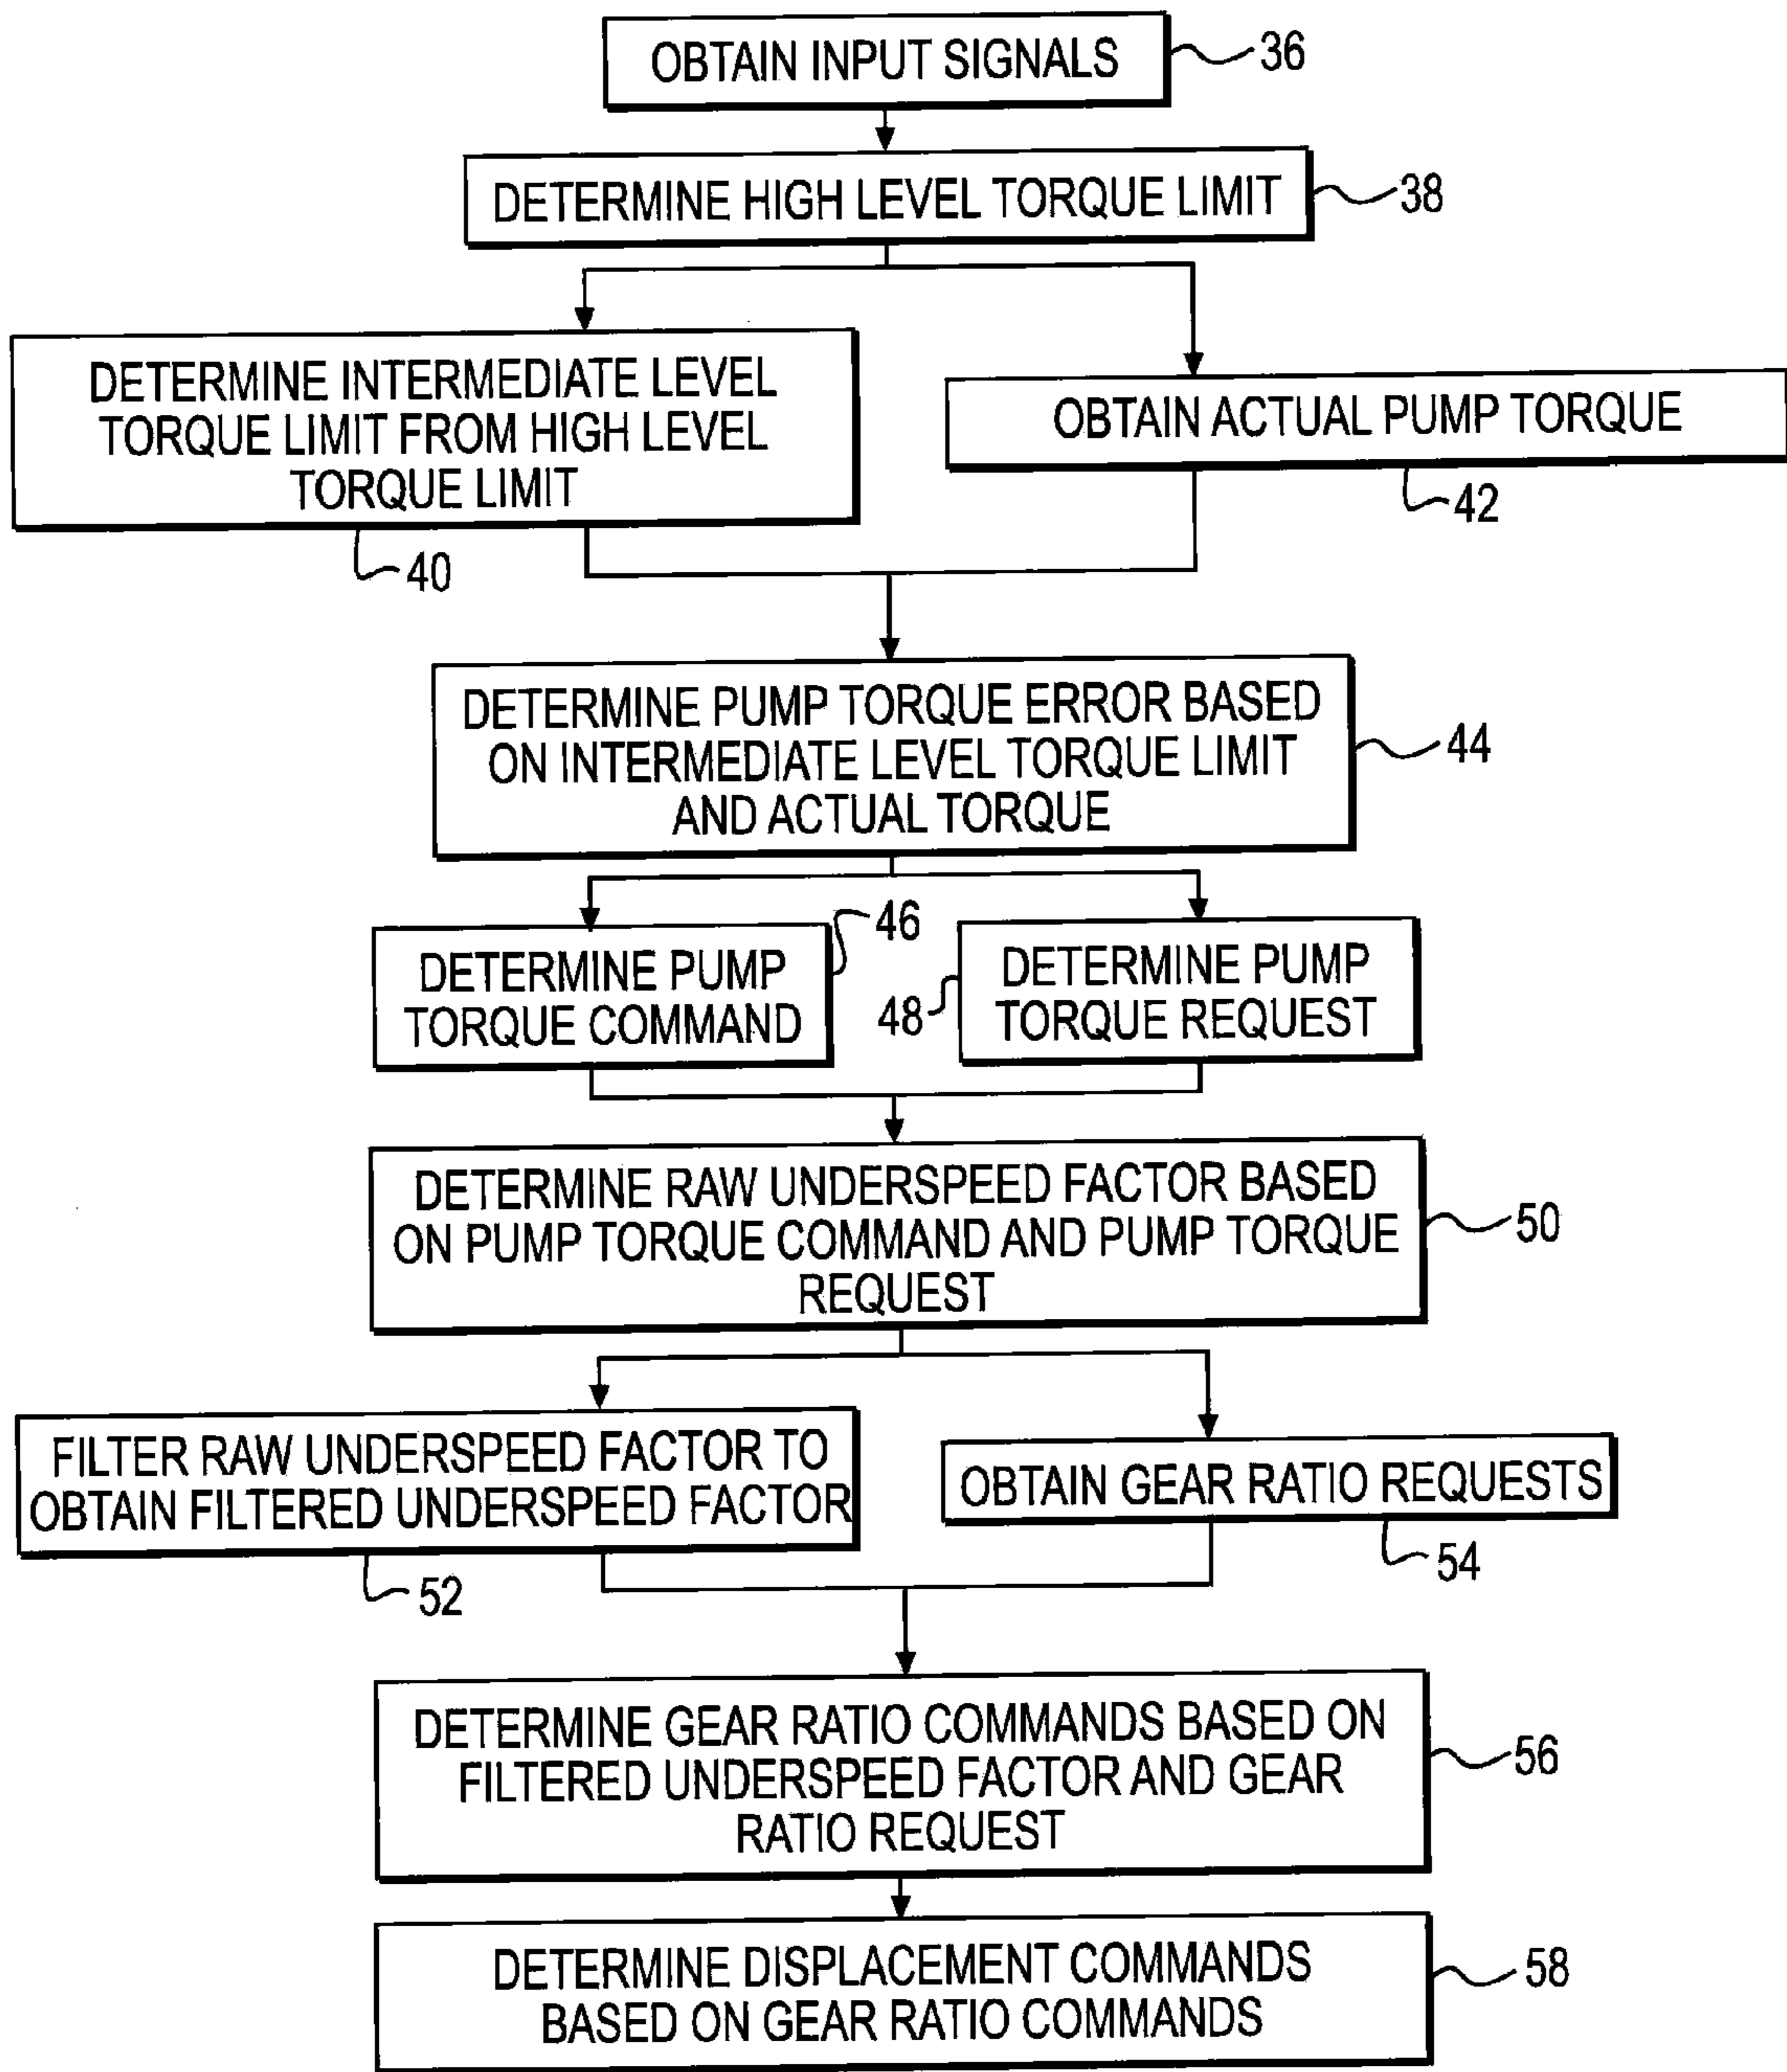 OBTAIN INPUT SIGNALS
36
DETERMINE HIGH LEVEL TORQUE LIMIT
38
DETERMINE INTERMEDIATE LEVEL
TORQUE LIMIT FROM HIGH LEVEL
TORQUE LIMIT
40
OBTAIN ACTUAL PUMP TORQUE
42
DETERMINE PUMP TORQUE ERROR BASED
ON INTERMEDIATE LEVEL TORQUE LIMIT
AND ACTUAL TORQUE
44
DETERMINE PUMP
TORQUE COMMAND
46
DETERMINE PUMP
TORQUE REQUEST
48
DETERMINE RAW UNDERSPEED FACTOR BASED
ON PUMP TORQUE COMMAND AND PUMP TORQUE
REQUEST
50
FILTER RAW UNDERSPEED FACTOR TO
OBTAIN FILTERED UNDERSPEED FACTOR
52
OBTAIN GEAR RATIO REQUESTS
54
DETERMINE GEAR RATIO COMMANDS BASED ON
FILTERED UNDERSPEED FACTOR AND GEAR
RATIO REQUEST
56
DETERMINE DISPLACEMENT COMMANDS
BASED ON GEAR RATIO COMMANDS
58